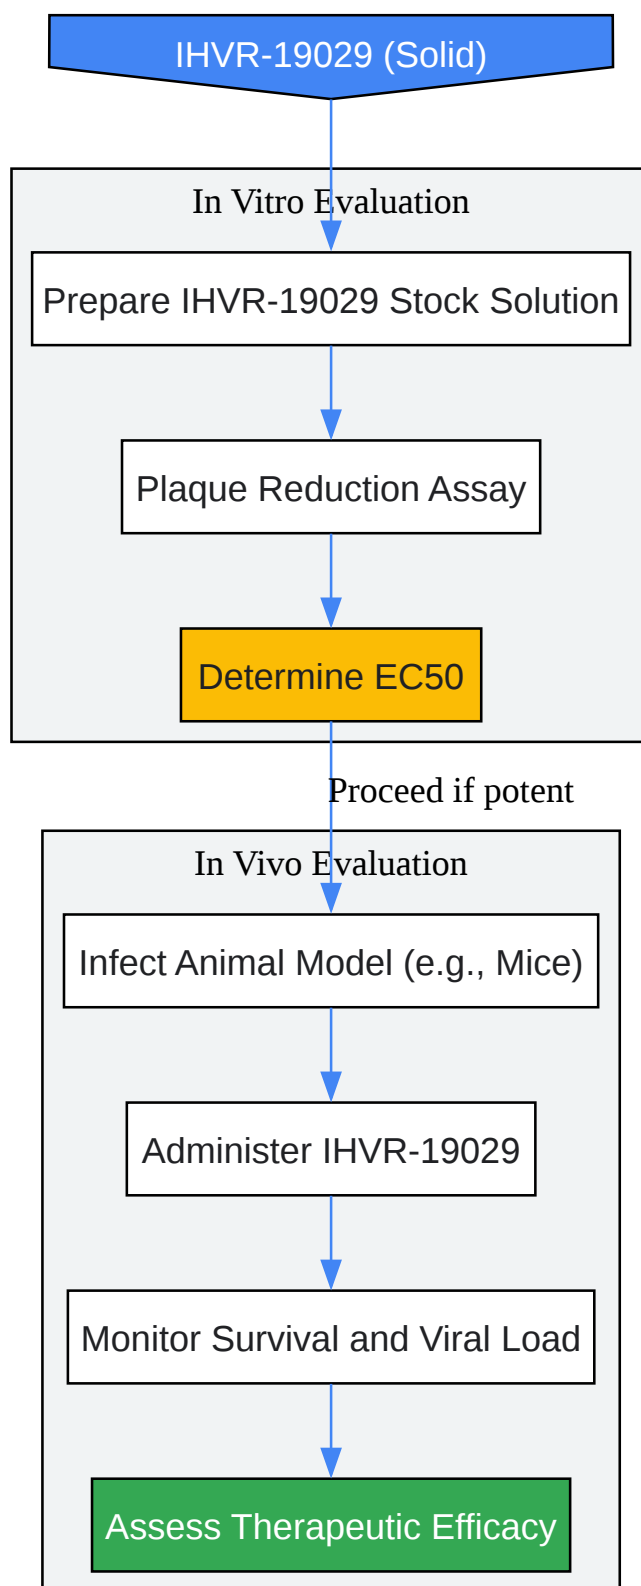 IHVR-19029 (Solid)
In Vitro Evaluation
Prepare IHVR-19029 Stock Solution
Plaque Reduction Assay
Determine EC50
Proceed if potent
In Vivo Evaluation
Infect Animal Model (e.g., Mice)
Administer IHVR-19029
Monitor Survival and Viral Load
Assess Therapeutic Efficacy